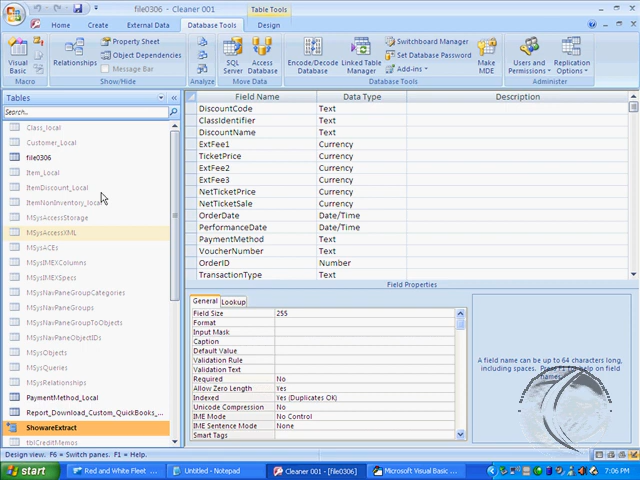 file0306 - Cleaner 001
Table Tools
Home
Create
External Data
Database Tools
Design
Visual Basic
Macro
Relationships
Property Sheet
Object Dependencies
Message Bar
Show/Hide
Analyze
SQL Server
Access Database
Move Data
Encode/Decode Database
Linked Table Manager
Switchboard Manager
Set Database Password
Add-ins
Make MDE
Database Tools
Users and Permissions
Replication Options
Administer
Tables
Search..
Class_local
Customer_Local
file0306
Item_Local
ItemDiscount_Local
ItemNonInventory_local
MSysAccessStorage
MSysAccessXML
MSysACEs
MSysIMEXColumns
MSysIMEXSpecs
MSysNavPaneGroupCategories
MSysNavPaneGroups
MSysNavPaneGroupToObjects
MSysNavPaneObjectIDs
MSysObjects
MSysQueries
MSysRelationships
PaymentMethod_Local
Report_Download_Custom_QuickBooks_...
ShowareExtract
tblCreditMemos
Field Name Data Type Description
DiscountCode Text
ClassIdentifier Text
DiscountName Text
ExtFee1 Currency
TicketPrice Currency
ExtFee2 Currency
ExtFee3 Currency
NetTicketPrice Currency
NetTicketSale Currency
OrderDate Date/Time
PerformanceDate Date/Time
PaymentMethod Text
VoucherNumber Text
OrderID Number
TransactionType Text
Field Properties
General Lookup
Field Size 255
Format
Input Mask
Caption
Default Value
Validation Rule
Validation Text
Required No
Allow Zero Length Yes
Indexed Yes (Duplicates OK)
Unicode Compression No
IME Mode No Control
IME Sentence Mode None
Smart Tags
A field name can be up to 64 characters long,
including spaces. Press F1 for help on field
names.
Design view. F6 = Switch panes. F1 = Help.
start
Red and White Fleet
Untitled - Notepad
Cleaner 001 - [file0306]
Microsoft Visual Basic ...
7:06 PM